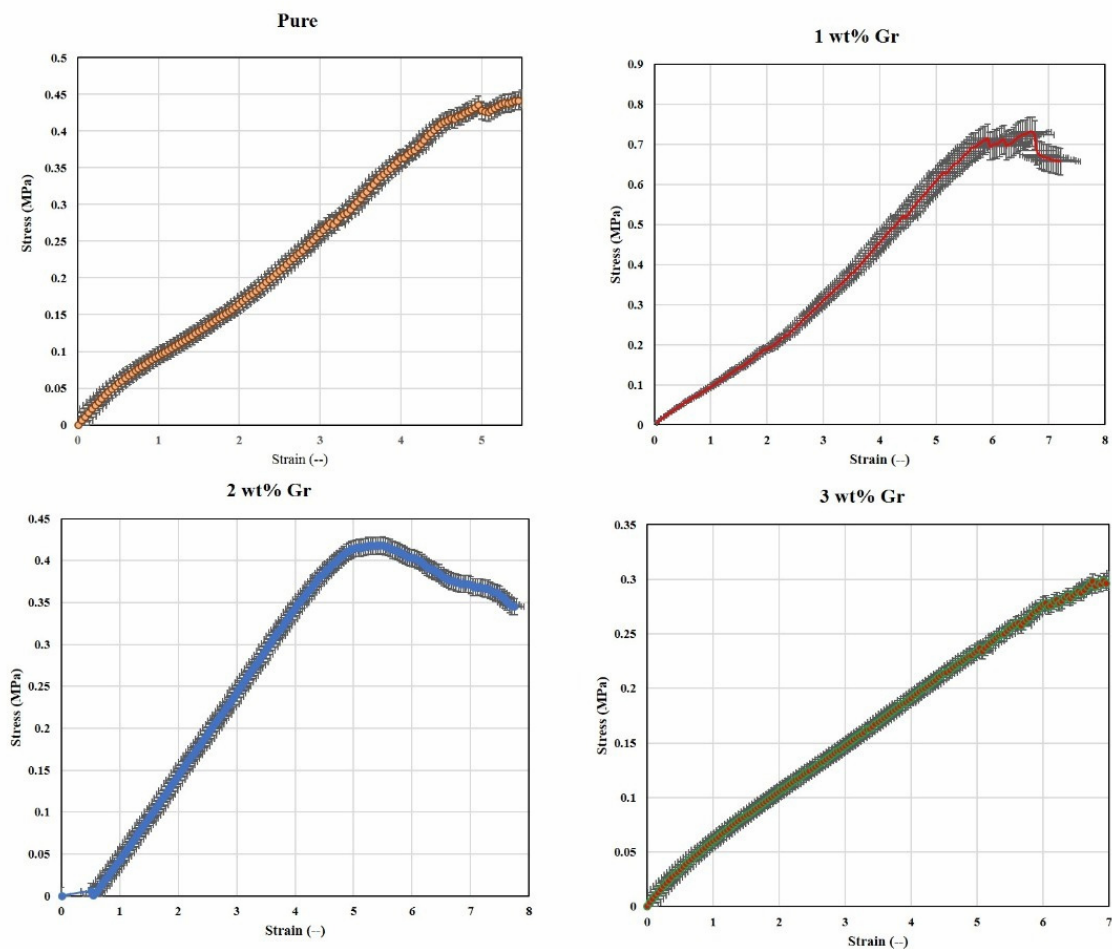 Pure
0.5
0.45
0.4
0.35
0.3
0.25
0.2
0.15
0.1
0.05
0
Stress (MPa)
0 1 2 3 4 5
Strain (--)
1 wt% Gr
0.9
0.8
0.7
0.6
0.5
0.4
0.3
0.2
0.1
0
Stress (MPa)
0 1 2 3 4 5 6 7 8
Strain (--)
2 wt% Gr
0.45
0.4
0.35
0.3
0.25
0.2
0.15
0.1
0.05
0
Stress (MPa)
0 1 2 3 4 5 6 7 8
Strain (--)
3 wt% Gr
0.35
0.3
0.25
0.2
0.15
0.1
0.05
0
Stress (MPa)
0 1 2 3 4 5 6 7
Strain (--)